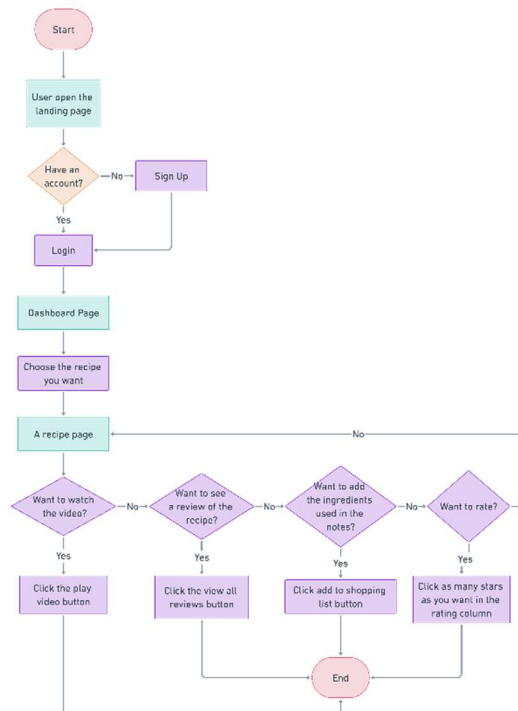 Start
User open the
landing page
Have an
account?
No
Sign Up
Yes
Login
Dashboard Page
Choose the recipe
you want
A recipe page
No
Want to watch
the video?
No
Want to see
a review of the
recipe?
No
Want to add
the ingredients
used in the
notes?
No
Want to rate?
Yes
Yes
Yes
Yes
Click the play
video button
Click the view all
reviews button
Click add to shopping
list button
Click as many stars
as you want in the
rating column
End